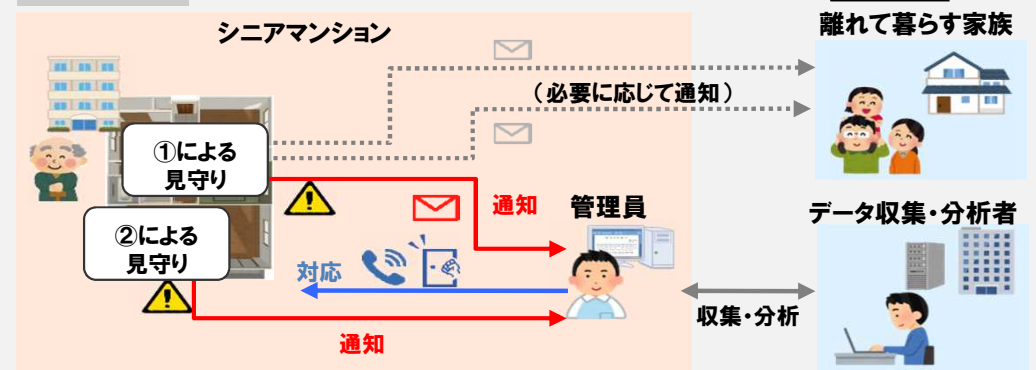 シニアマンション
離れて暮らす家族
(必要に応じて通知)
①による
見守り
通知
管理員
データ収集・分析者
②による
見守り
対応
収集・分析
通知